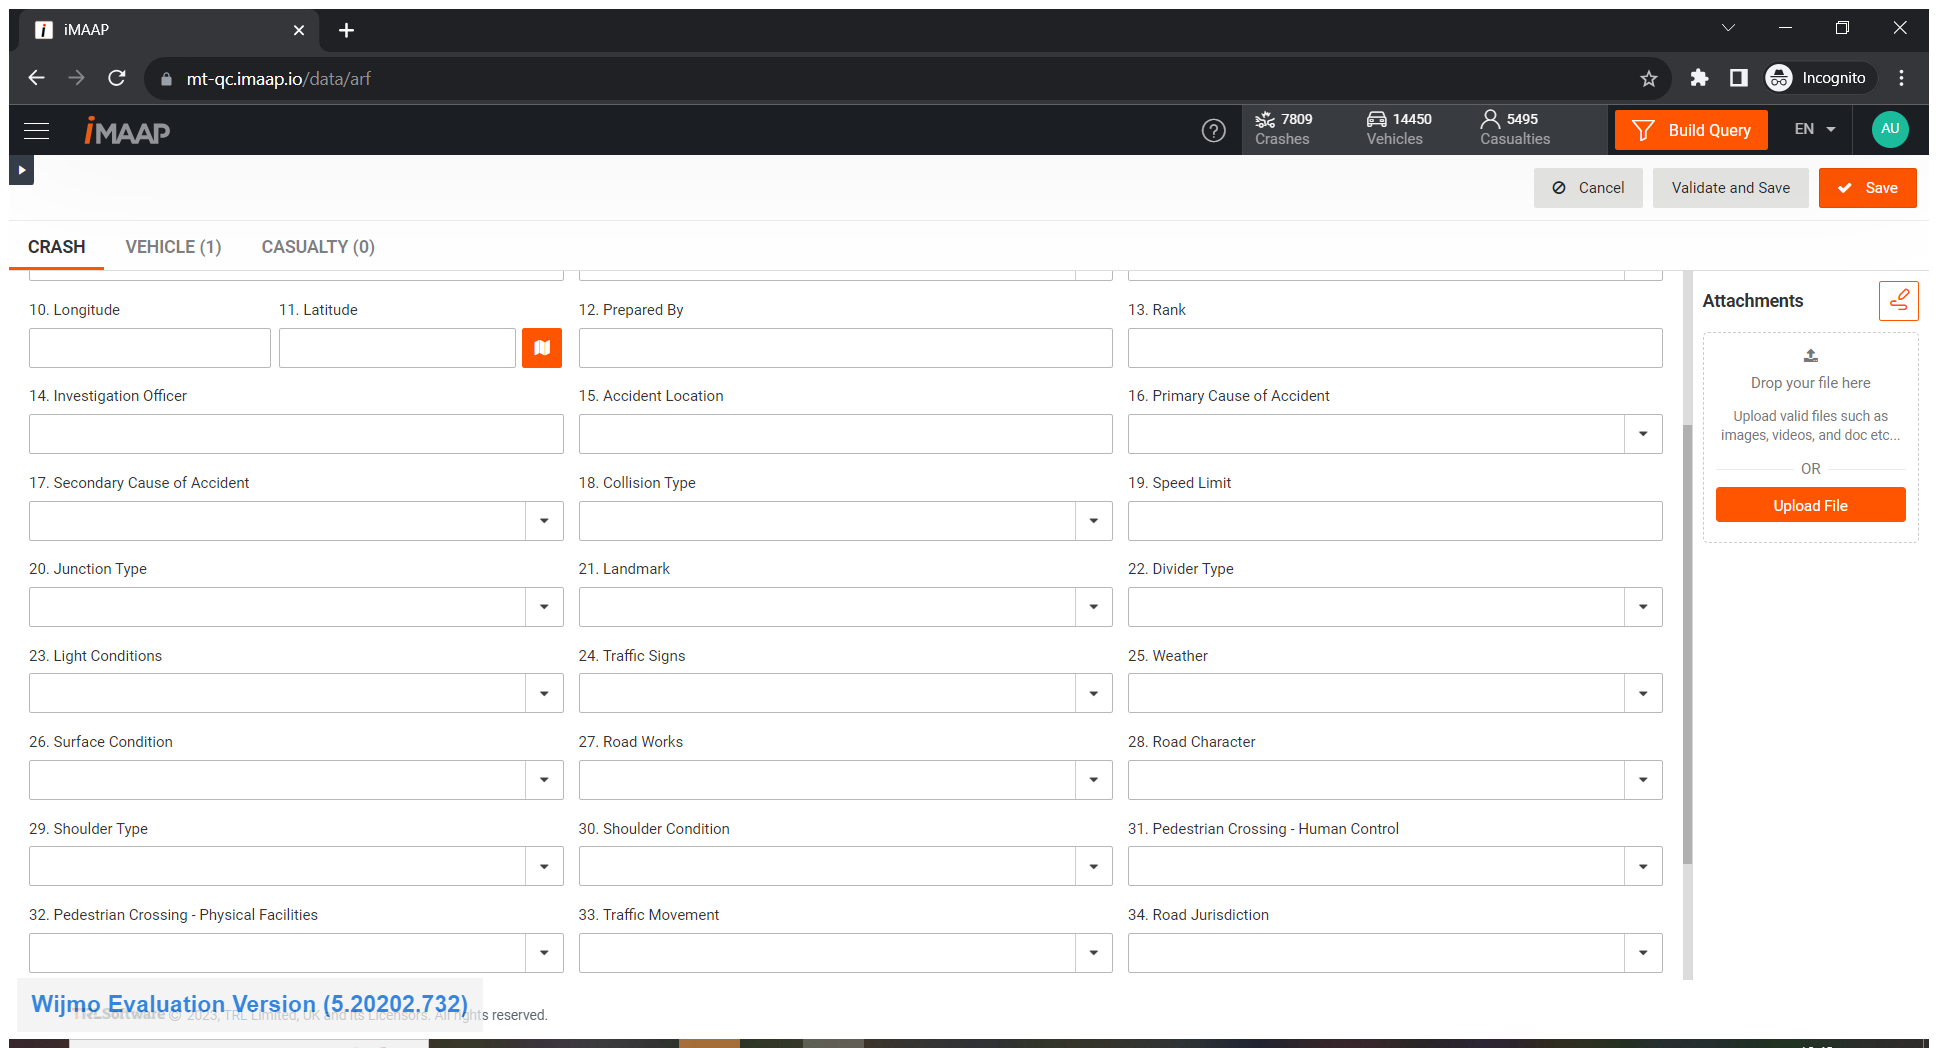 iMAAP
mt-qc.imaap.io/data/arf
Incognito
iMAAP
7809
Crashes
14450
Vehicles
5495
Casualties
Build Query
EN
AU
Cancel
Validate and Save
Save
CRASH
VEHICLE (1)
CASUALTY (0)
10. Longitude
11. Latitude
12. Prepared By
13. Rank
14. Investigation Officer
15. Accident Location
16. Primary Cause of Accident
17. Secondary Cause of Accident
18. Collision Type
19. Speed Limit
20. Junction Type
21. Landmark
22. Divider Type
23. Light Conditions
24. Traffic Signs
25. Weather
26. Surface Condition
27. Road Works
28. Road Character
29. Shoulder Type
30. Shoulder Condition
31. Pedestrian Crossing - Human Control
32. Pedestrian Crossing - Physical Facilities
33. Traffic Movement
34. Road Jurisdiction
Attachments
Drop your file here
Upload valid files such as
images, videos, and doc etc...
OR
Upload File
Wijmo Evaluation Version (5.20202.732)
TRLSoftware © 2023, TRL Limited, UK and its Licensors. All rights reserved.